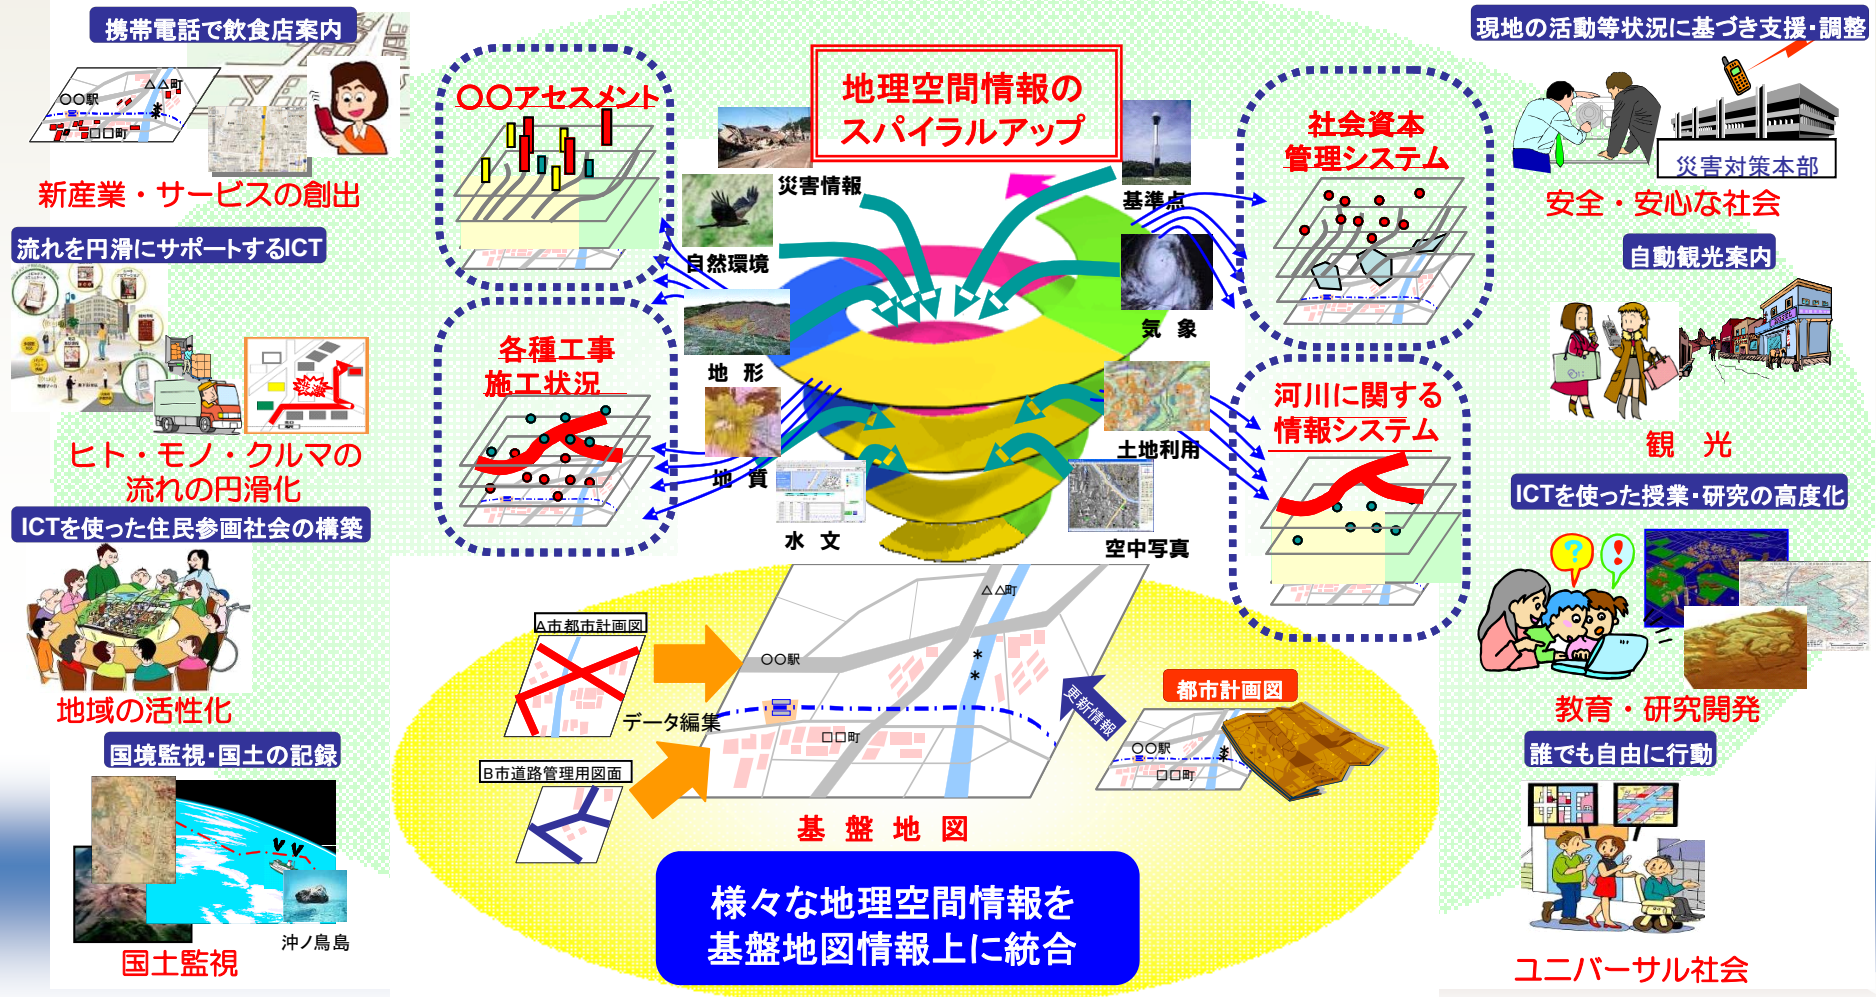 携帯電話で飲食店案内
△△町
〇〇駅
□□町
新産業・サービスの創出
流れを円滑にサポートするICT
ヒト・モノ・クルマの
流れの円滑化
ICTを使った住民参画社会の構築
地域の活性化
国境監視・国土の記録
沖ノ鳥島
国土監視
〇〇アセスメント
各種工事
施工状況
地理空間情報の
スパイラルアップ
災害情報
自然環境
地 形
地 質
水 文
基準点
気 象
土地利用
空中写真
社会資本
管理システム
河川に関する
情報システム
A市都市計画図
データ編集
B市道路管理用図面
△△町
〇〇駅
□□町
更新情報
都市計画図
〇〇駅
□□町
基 盤 地 図
様々な地理空間情報を
基盤地図情報上に統合
現地の活動等状況に基づき支援・調整
災害対策本部
安全・安心な社会
自動観光案内
観 光
ICTを使った授業・研究の高度化
?
!
教育・研究開発
誰でも自由に行動
ユニバーサル社会